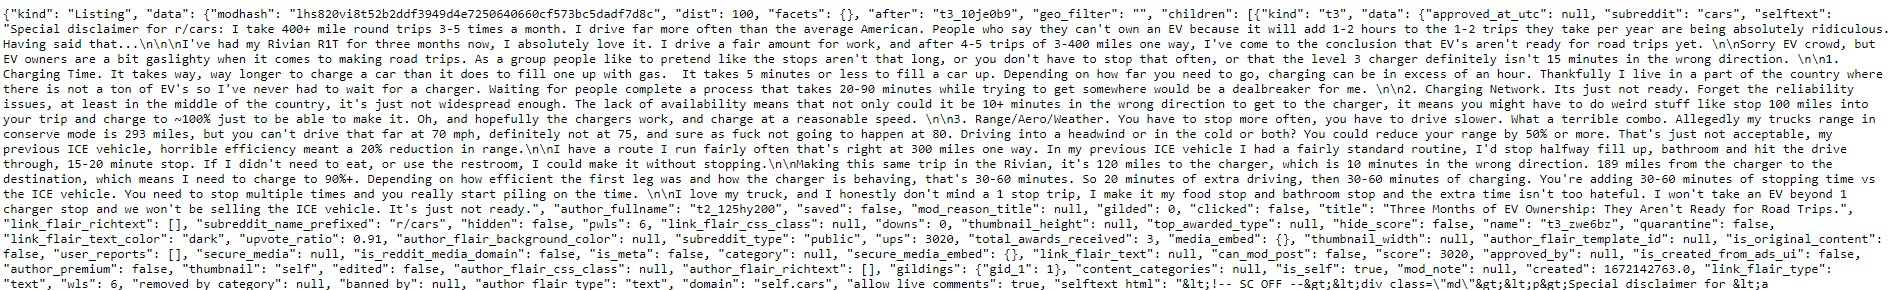 {"kind": "Listing", "data": {"modhash": "lhs820vi8t52b2ddf3949d4e7250640660cf573bc5dadf7d8c", "dist": 100, "facets": {}, "after": "t3_10je0b9", "geo_filter": "", "children": [{"kind": "t3", "data": {"approved_at_utc": null, "subreddit": "cars", "selftext":
"Special disclaimer for r/cars: I take 400+ mile round trips 3-5 times a month. I drive far more often than the average American. People who say they can't own an EV because it will add 1-2 hours to the 1-2 trips they take per year are being absolutely ridiculous.
Having said that...\n\n\nI've had my Rivian R1T for three months now, I absolutely love it. I drive a fair amount for work, and after 4-5 trips of 3-400 miles one way, I've come to the conclusion that EV's aren't ready for road trips yet. \n\nSorry EV crowd, but
EV owners are a bit gaslighty when it comes to making road trips. As a group people like to pretend like the stops aren't that long, or you don't have to stop that often, or that the level 3 charger definitely isn't 15 minutes in the wrong direction. \n\n1.
Charging Time. It takes way, way longer to charge a car than it does to fill one up with gas.  It takes 5 minutes or less to fill a car up. Depending on how far you need to go, charging can be in excess of an hour. Thankfully I live in a part of the country where
there is not a ton of EV's so I've never had to wait for a charger. Waiting for people complete a process that takes 20-90 minutes while trying to get somewhere would be a dealbreaker for me. \n\n2. Charging Network. Its just not ready. Forget the reliability
issues, at least in the middle of the country, it's just not widespread enough. The lack of availability means that not only could it be 10+ minutes in the wrong direction to get to the charger, it means you might have to do weird stuff like stop 100 miles into
your trip and charge to ~100% just to be able to make it. Oh, and hopefully the chargers work, and charge at a reasonable speed. \n\n3. Range/Aero/Weather. You have to stop more often, you have to drive slower. What a terrible combo. Allegedly my trucks range in
conserve mode is 293 miles, but you can't drive that far at 70 mph, definitely not at 75, and sure as fuck not going to happen at 80. Driving into a headwind or in the cold or both? You could reduce your range by 50% or more. That's just not acceptable, my
previous ICE vehicle, horrible efficiency meant a 20% reduction in range.\n\nI have a route I run fairly often that's right at 300 miles one way. In my previous ICE vehicle I had a fairly standard routine, I'd stop halfway fill up, bathroom and hit the drive
through, 15-20 minute stop. If I didn't need to eat, or use the restroom, I could make it without stopping.\n\nMaking this same trip in the Rivian, it's 120 miles to the charger, which is 10 minutes in the wrong direction. 189 miles from the charger to the
destination, which means I need to charge to 90%+. Depending on how efficient the first leg was and how the charger is behaving, that's 30-60 minutes. So 20 minutes of extra driving, then 30-60 minutes of charging. You're adding 30-60 minutes of stopping time vs
the ICE vehicle. You need to stop multiple times and you really start piling on the time. \n\nI love my truck, and I honestly don't mind a 1 stop trip, I make it my food stop and bathroom stop and the extra time isn't too hateful. I won't take an EV beyond 1
charger stop and we won't be selling the ICE vehicle. It's just not ready.", "author_fullname": "t2_125hy200", "saved": false, "mod_reason_title": null, "gilded": 0, "clicked": false, "title": "Three Months of EV Ownership: They Aren't Ready for Road Trips.",
"link_flair_richtext": [], "subreddit_name_prefixed": "r/cars", "hidden": false, "pwls": 6, "link_flair_css_class": null, "downs": 0, "thumbnail_height": null, "top_awarded_type": null, "hide_score": false, "name": "t3_zwe6bz", "quarantine": false,
"link_flair_text_color": "dark", "upvote_ratio": 0.91, "author_flair_background_color": null, "subreddit_type": "public", "ups": 3020, "total_awards_received": 3, "media_embed": {}, "thumbnail_width": null, "author_flair_template_id": null, "is_original_content":
false, "user_reports": [], "secure_media": null, "is_reddit_media_domain": false, "is_meta": false, "category": null, "secure_media_embed": {}, "link_flair_text": null, "can_mod_post": false, "score": 3020, "approved_by": null, "is_created_from_ads_ui": false,
"author_premium": false, "thumbnail": "self", "edited": false, "author_flair_css_class": null, "author_flair_richtext": [], "gildings": {"gid_1": 1}, "content_categories": null, "is_self": true, "mod_note": null, "created": 1672142763.0, "link_flair_type":
"text", "wls": 6, "removed_by_category": null, "banned_by": null, "author_flair_type": "text", "domain": "self.cars", "allow_live_comments": true, "selftext_html": "&lt;!-- SC_OFF --&gt;&lt;div class=\"md\"&gt;&lt;p&gt;Special disclaimer for &lt;a